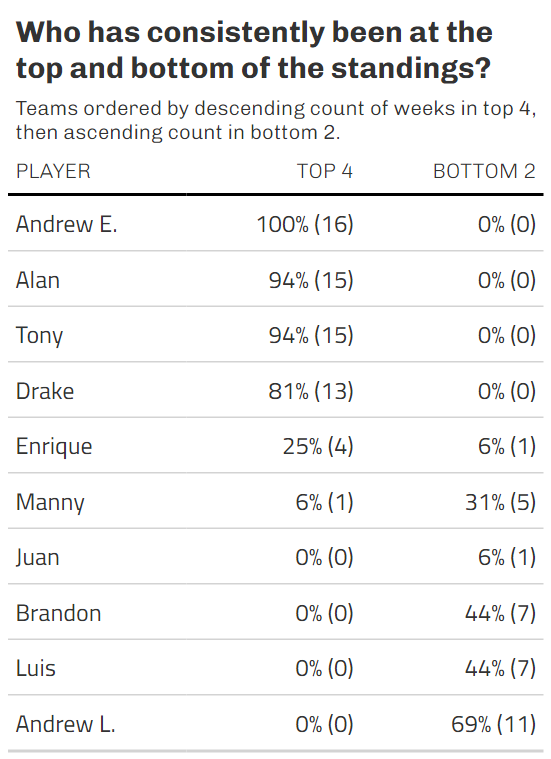 Who has consistently been at the
top and bottom of the standings?
Teams ordered by descending count of weeks in top 4,
then ascending count in bottom 2.
PLAYER TOP 4 BOTTOM 2
Andrew E. 100% (16) 0% (0)
Alan 94% (15) 0% (0)
Tony 94% (15) 0% (0)
Drake 81% (13) 0% (0)
Enrique 25% (4) 6% (1)
Manny 6% (1) 31% (5)
Juan 0% (0) 6% (1)
Brandon 0% (0) 44% (7)
Luis 0% (0) 44% (7)
Andrew L. 0% (0) 69% (11)